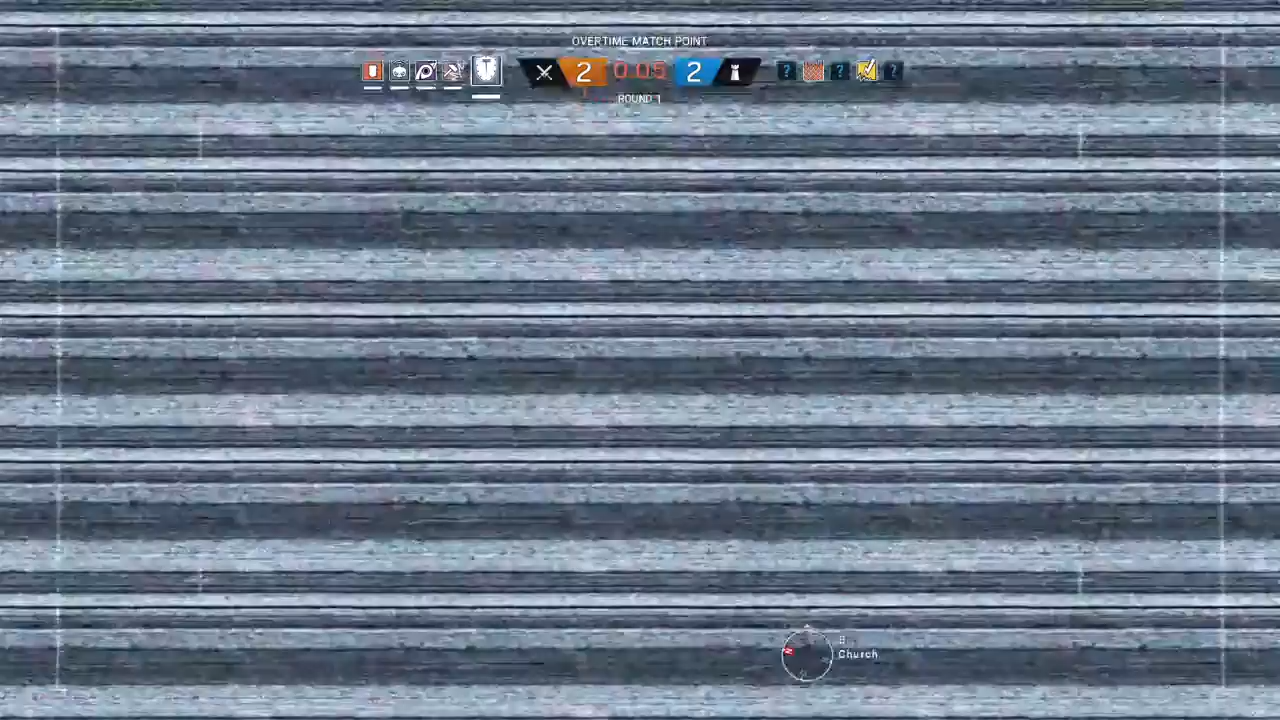 OVERTIME MATCH POINT
2 0:05 2
? ? ?
ROUND 1
Church